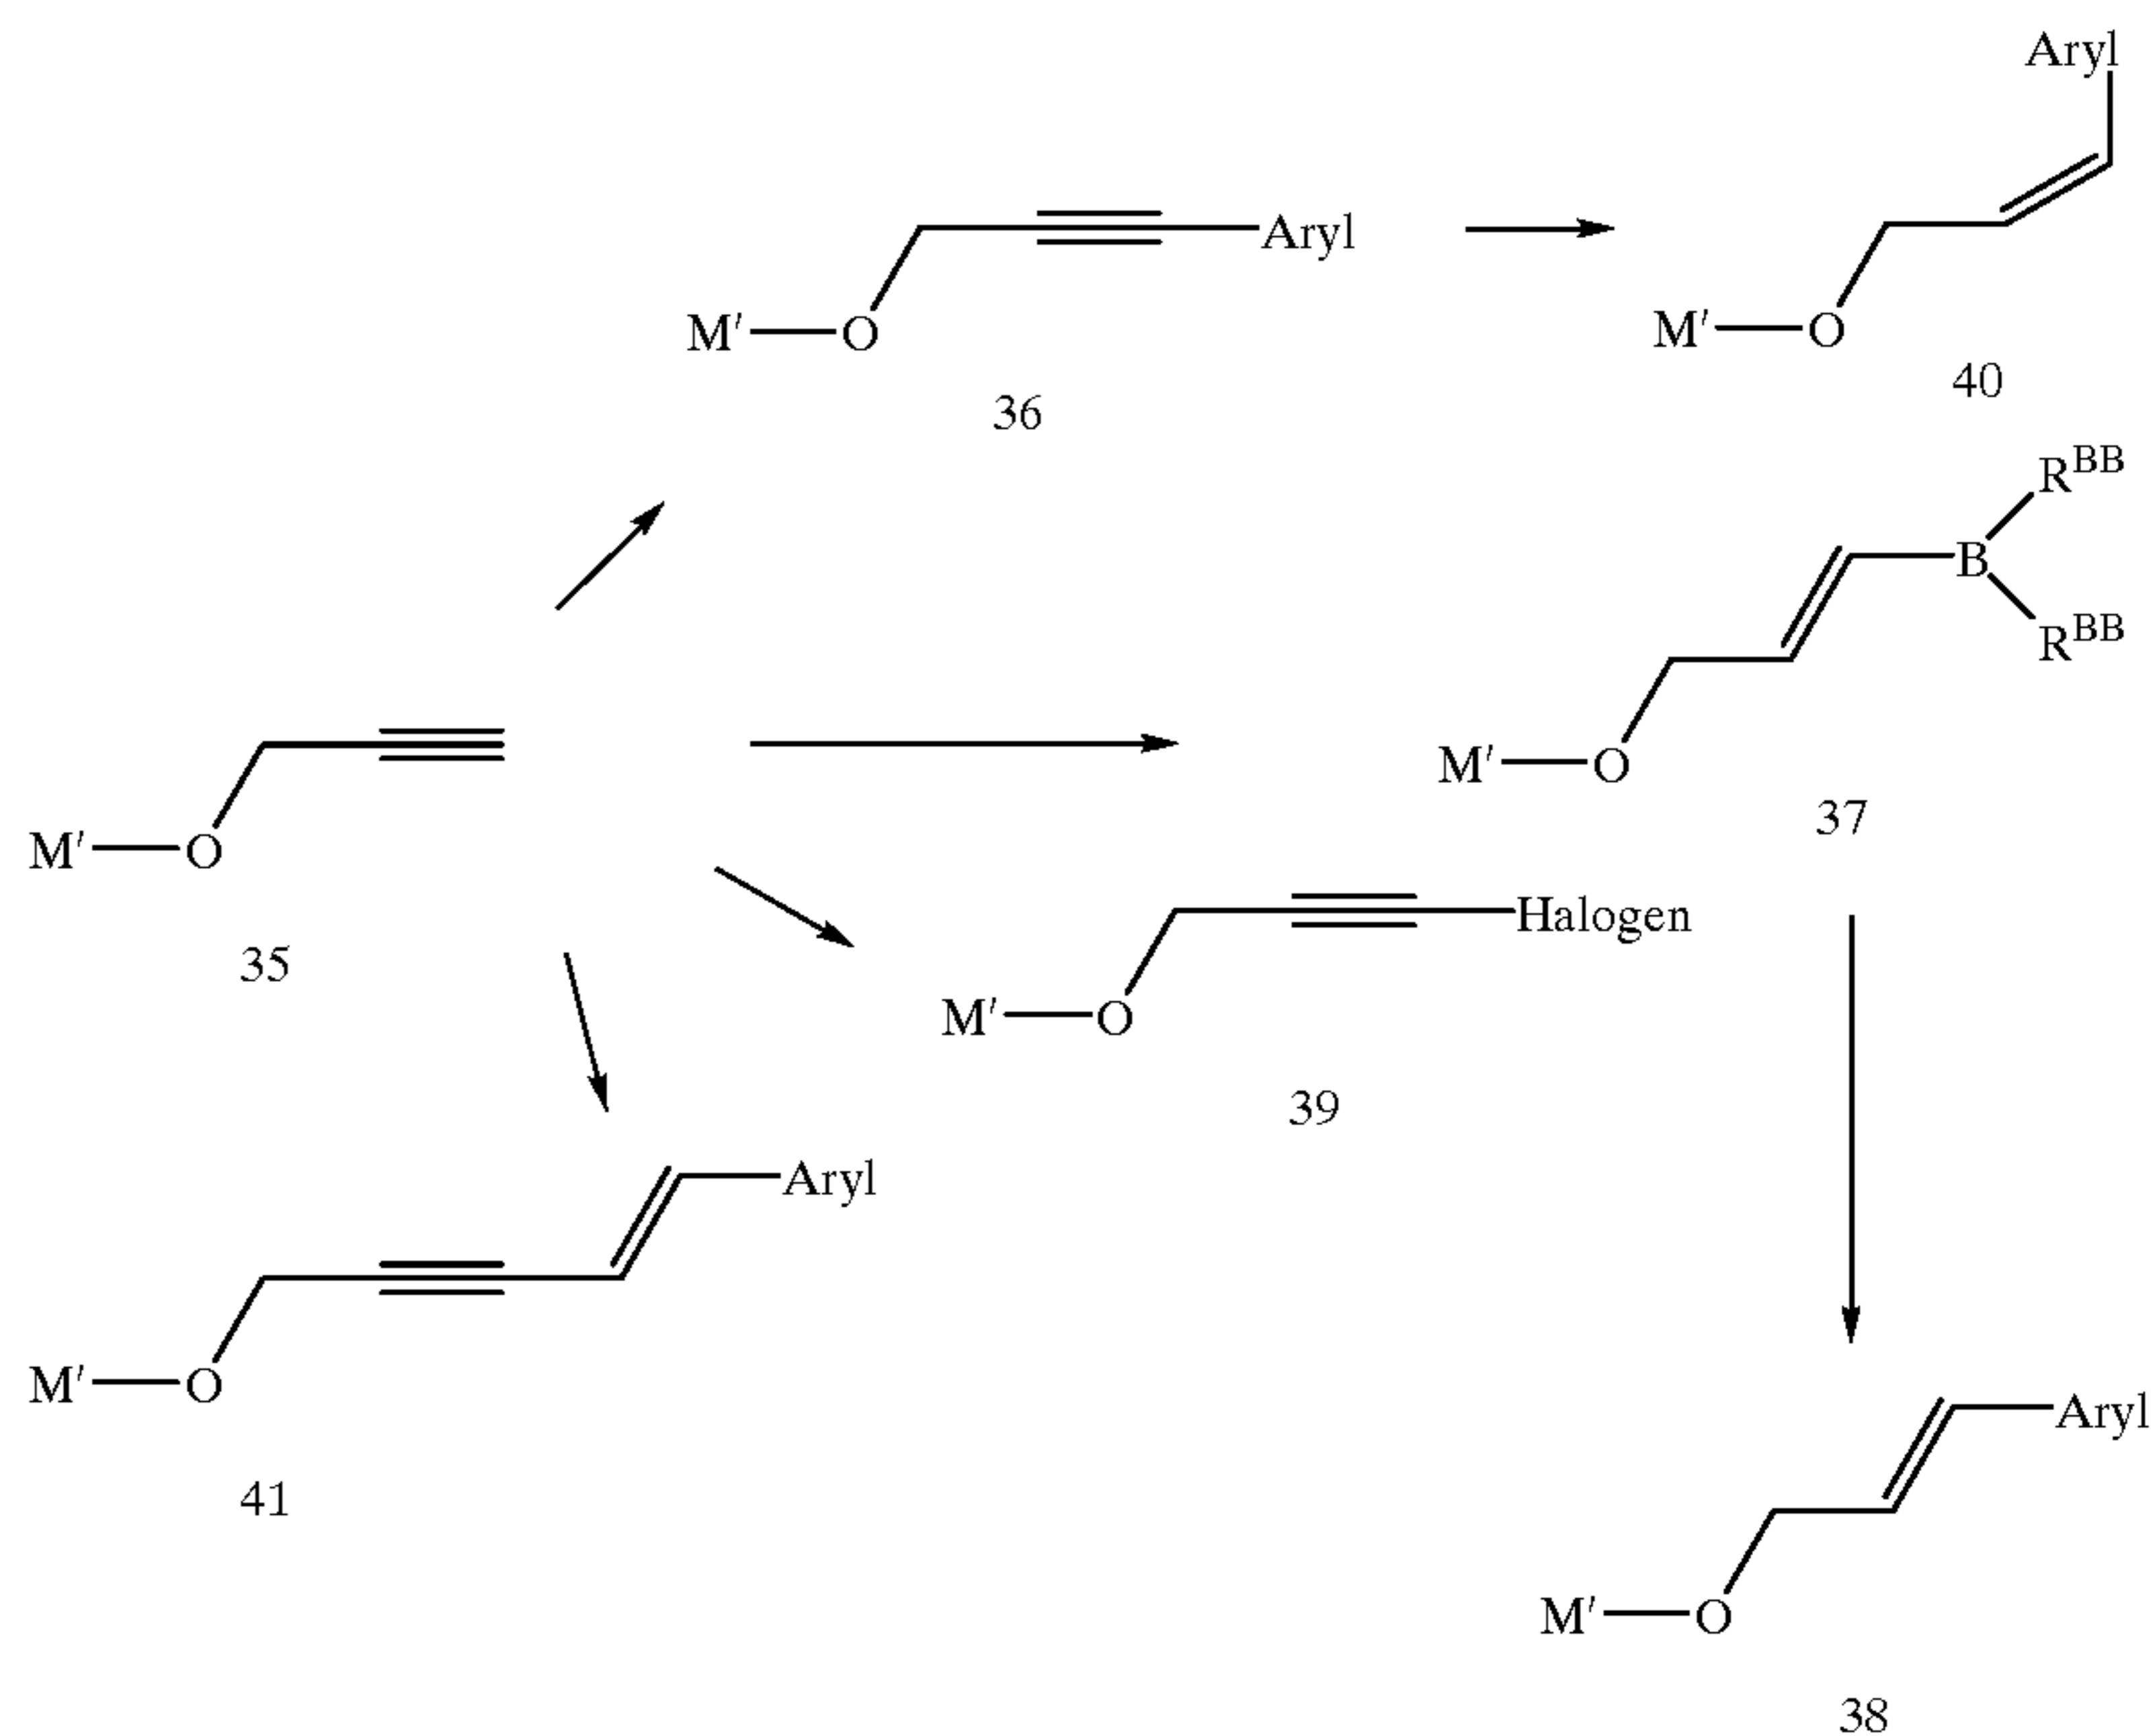 Aryl
Aryl
M′ O
M′ O
36
40
R^BB
B
R^BB
M′ O
37
M′ O
35
Halogen
M′ O
39
Aryl
M′ O
41
Aryl
M′ O
38